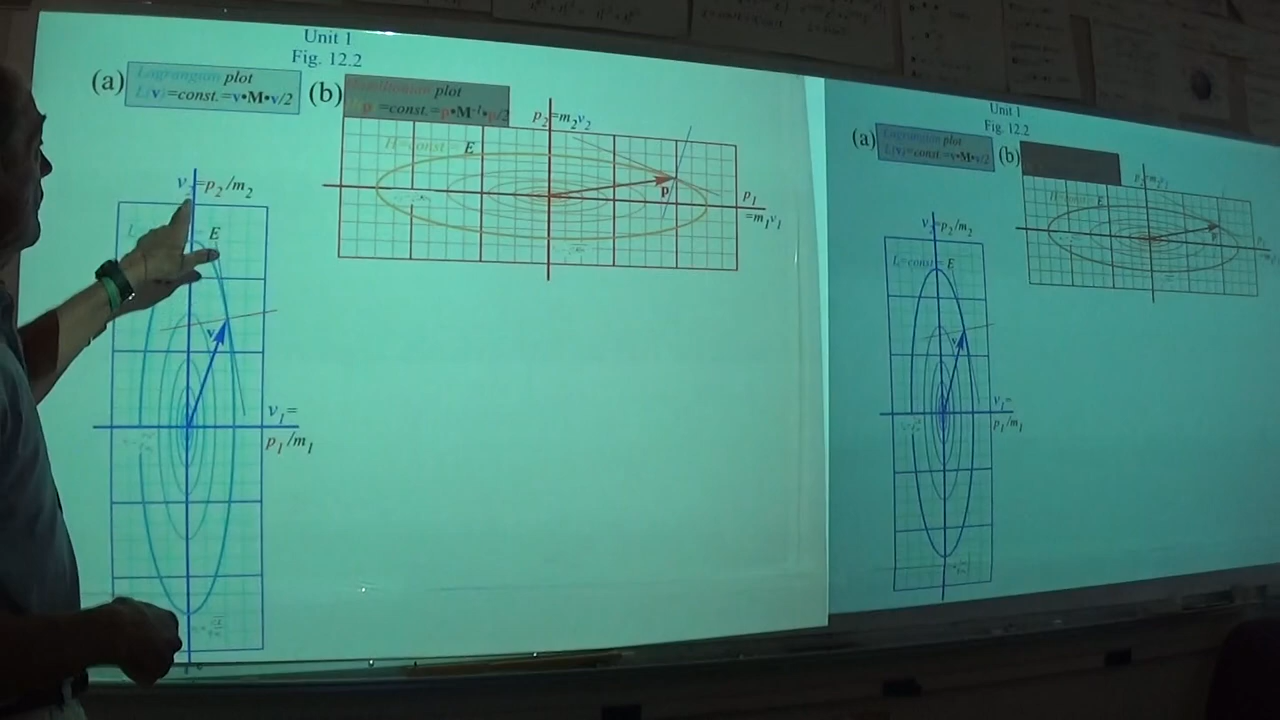 Unit 1
Fig. 12.2
(a) Lagrangian plot
L(v)=const.=v•M•v/2
(b) Hamiltonian plot
=const.=p•M⁻¹•p/2
p₂=m₂v₂
H=const = E
p
p₁
=m₁v₁
v₂=p₂/m₂
L
E
v
v₁=
p₁/m₁
Unit 1
Fig. 12.2
(a) Lagrangian plot
L(v)=const.=v•M•v/2
(b)
p₂=m₂v₂
E
p
v₂=p₂/m₂
L=const = E
v
v₁=
p₁/m₁